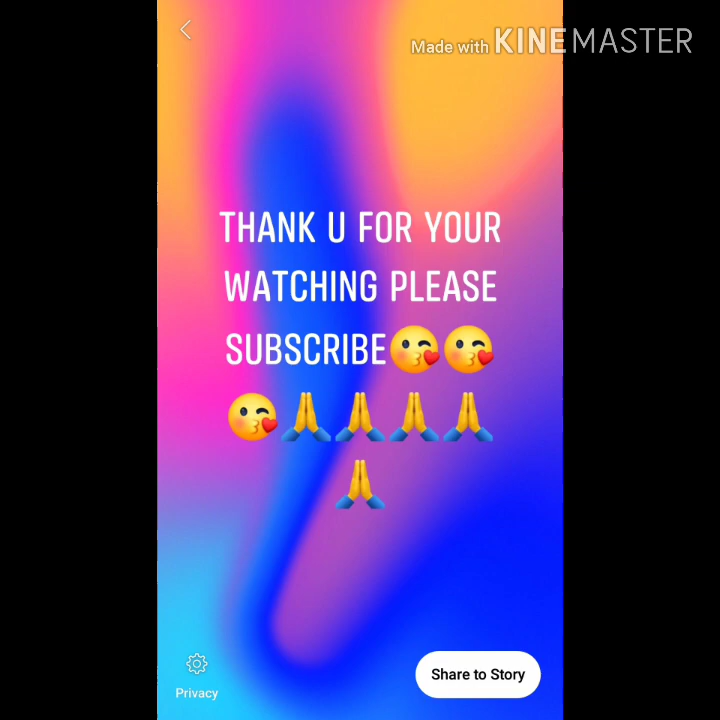 Made with KINEMASTER
THANK U FOR YOUR
WATCHING PLEASE
SUBSCRIBE😘😘
😘🙏🙏🙏🙏
🙏
Privacy
Share to Story